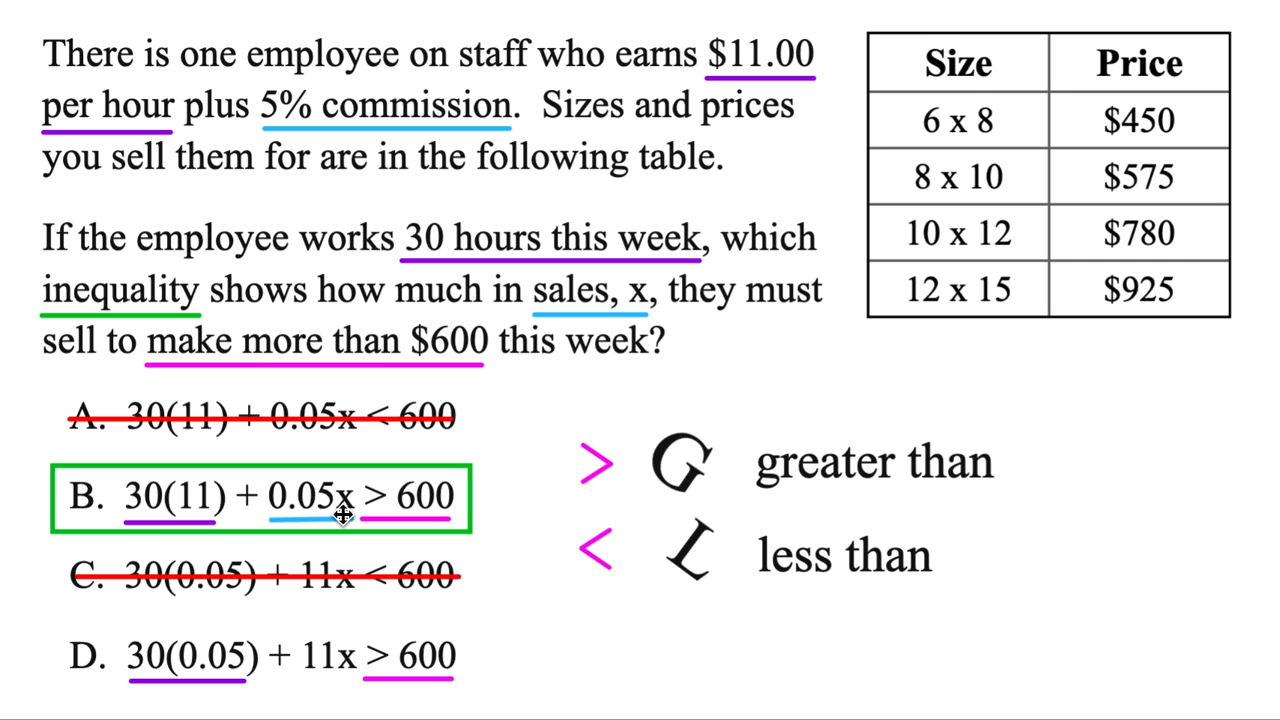 There is one employee on staff who earns $11.00
per hour plus 5% commission. Sizes and prices
you sell them for are in the following table.
If the employee works 30 hours this week, which
inequality shows how much in sales, x, they must
sell to make more than $600 this week?
Size Price
6 x 8 $450
8 x 10 $575
10 x 12 $780
12 x 15 $925
A. 30(11) + 0.05x < 600
B. 30(11) + 0.05x > 600
C. 30(0.05) + 11x < 600
D. 30(0.05) + 11x > 600
> G greater than
< L less than